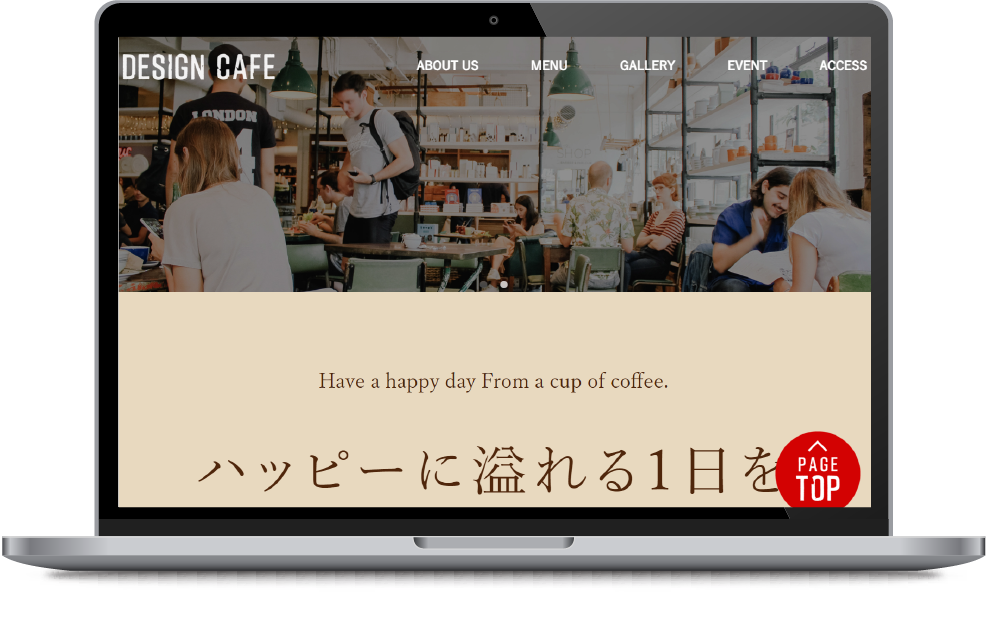 DESIGN CAFE
ABOUT US MENU GALLERY EVENT ACCESS
LONDON
Have a happy day From a cup of coffee.
ハッピーに溢れる1日を
PAGE
TOP